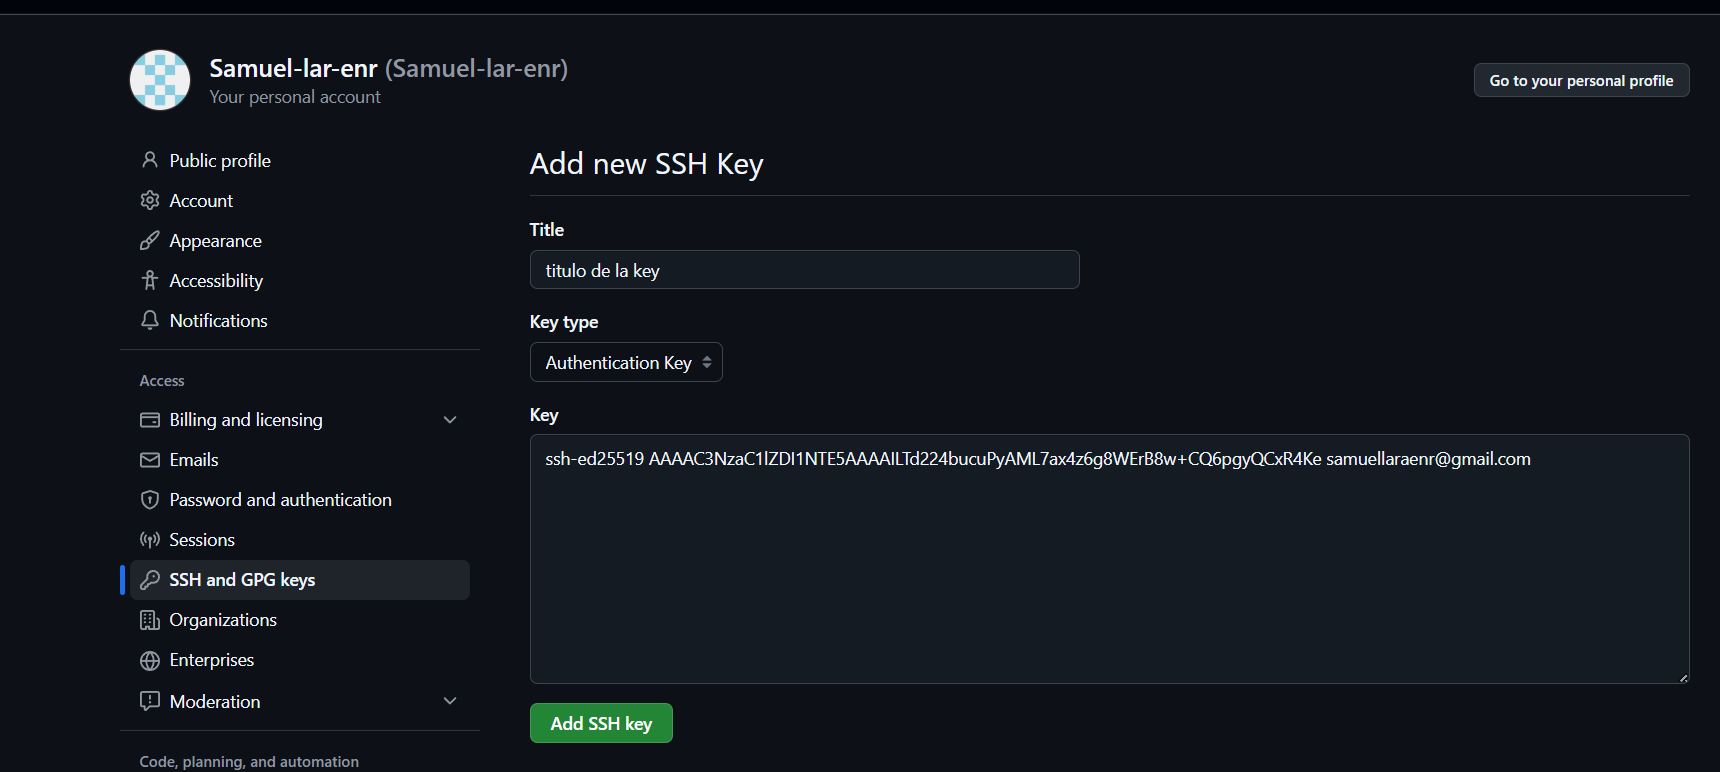 Samuel-lar-enr (Samuel-lar-enr)
Your personal account
Go to your personal profile
Public profile
Account
Appearance
Accessibility
Notifications
Access
Billing and licensing
Emails
Password and authentication
Sessions
SSH and GPG keys
Organizations
Enterprises
Moderation
Code, planning, and automation
Add new SSH Key
Title
titulo de la key
Key type
Authentication Key
Key
ssh-ed25519 AAAAC3NzaC1lZDI1NTE5AAAAILTd224bucuPyAML7ax4z6g8WErB8w+CQ6pgyQCxR4Ke samuellaraenr@gmail.com
Add SSH key